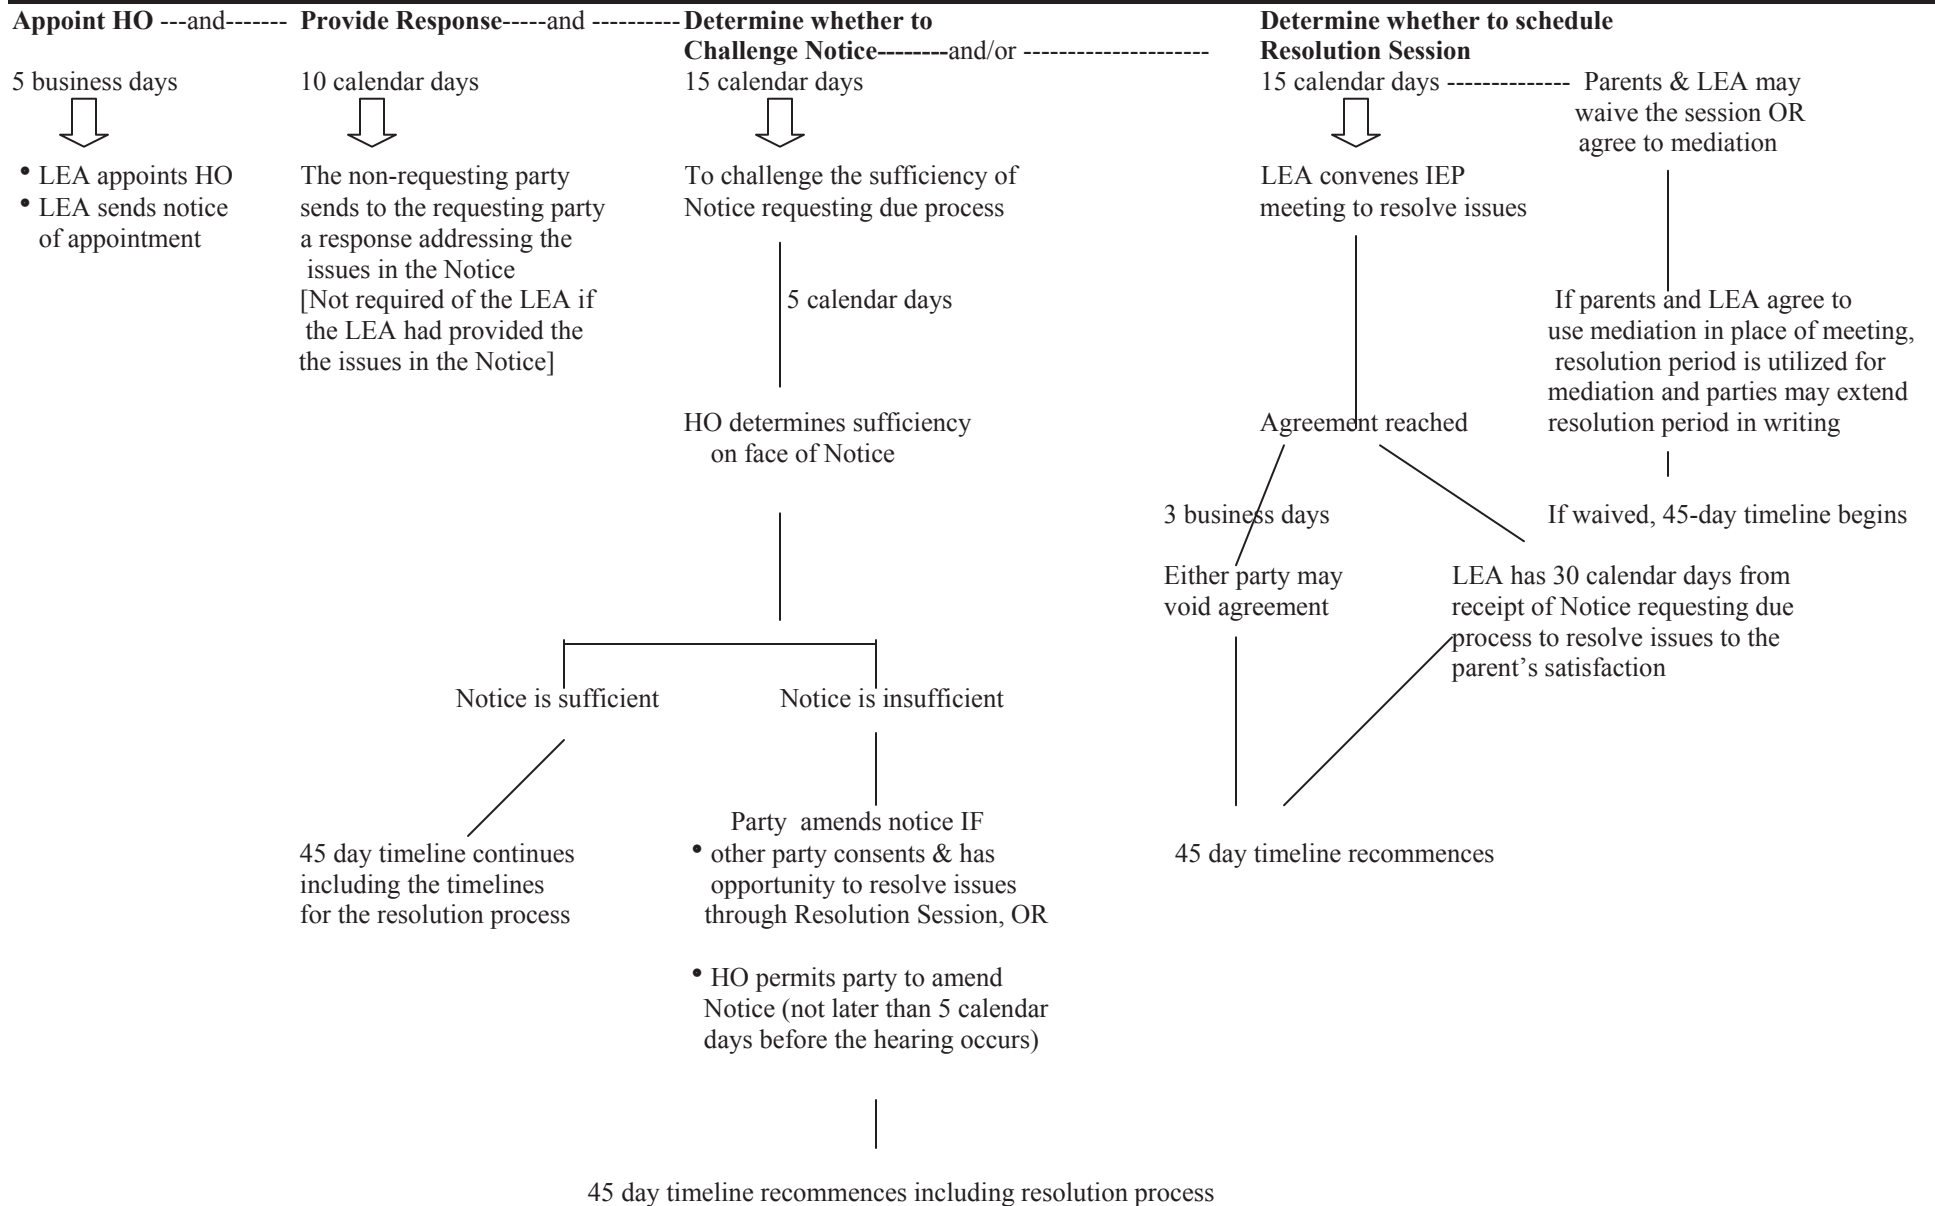 Appoint HO ---and------- Provide Response-----and ----------Determine whether to
Challenge Notice--------and/or ---------------------
Determine whether to schedule
Resolution Session
5 business days
10 calendar days
15 calendar days
15 calendar days -------------- Parents & LEA may
waive the session OR
agree to mediation
• LEA appoints HO
• LEA sends notice
of appointment
The non-requesting party
sends to the requesting party
a response addressing the
issues in the Notice
[Not required of the LEA if
the LEA had provided the
the issues in the Notice]
To challenge the sufficiency of
Notice requesting due process
5 calendar days
HO determines sufficiency
on face of Notice
Notice is sufficient
Notice is insufficient
45 day timeline continues
including the timelines
for the resolution process
Party amends notice IF
• other party consents & has
opportunity to resolve issues
through Resolution Session, OR
• HO permits party to amend
Notice (not later than 5 calendar
days before the hearing occurs)
45 day timeline recommences including resolution process
LEA convenes IEP
meeting to resolve issues
Agreement reached
3 business days
Either party may
void agreement
LEA has 30 calendar days from
receipt of Notice requesting due
process to resolve issues to the
parent's satisfaction
45 day timeline recommences
If parents and LEA agree to
use mediation in place of meeting,
resolution period is utilized for
mediation and parties may extend
resolution period in writing
If waived, 45-day timeline begins